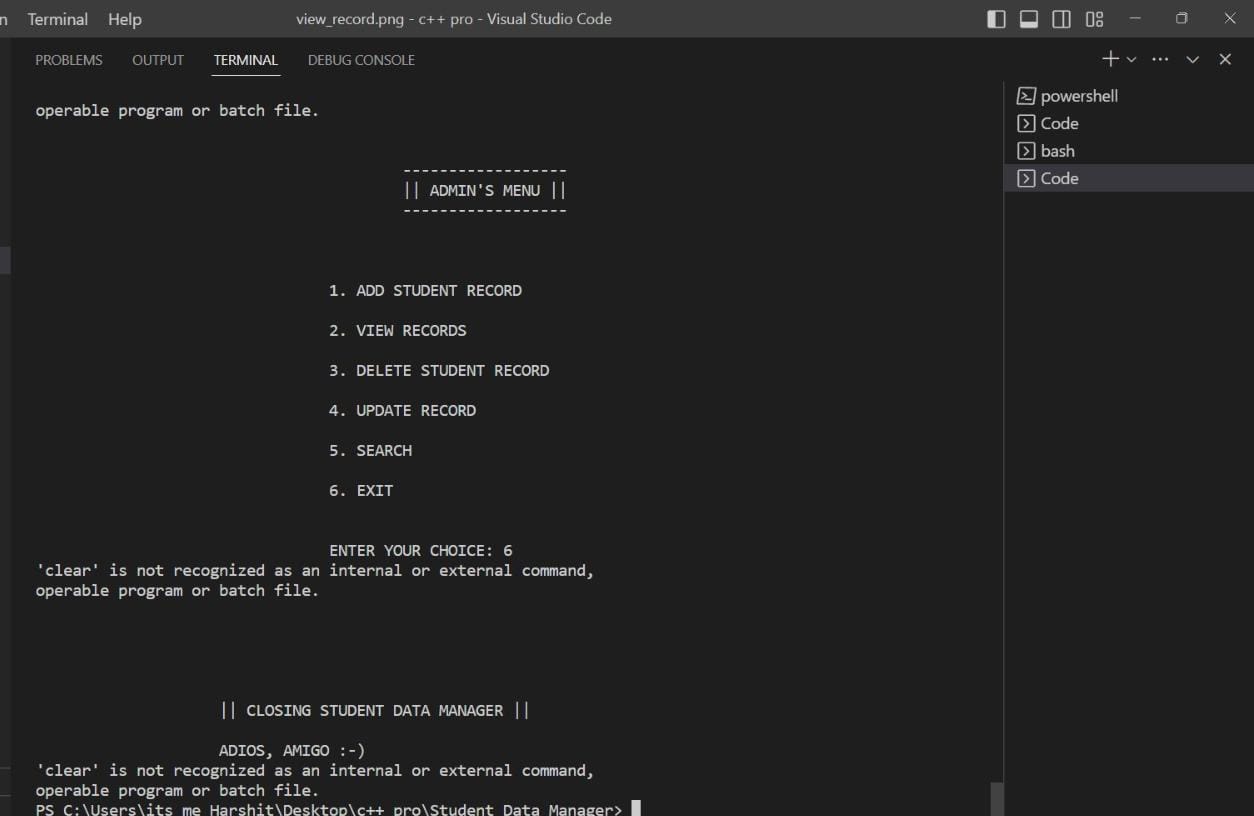 n Terminal Help view_record.png - c++ pro - Visual Studio Code
PROBLEMS OUTPUT TERMINAL DEBUG CONSOLE
operable program or batch file.
powershell
Code
bash
Code
------------------
|| ADMIN'S MENU ||
------------------
1. ADD STUDENT RECORD
2. VIEW RECORDS
3. DELETE STUDENT RECORD
4. UPDATE RECORD
5. SEARCH
6. EXIT
ENTER YOUR CHOICE: 6
'clear' is not recognized as an internal or external command,
operable program or batch file.
|| CLOSING STUDENT DATA MANAGER ||
ADIOS, AMIGO :-)
'clear' is not recognized as an internal or external command,
operable program or batch file.
PS C:\Users\its me Harshit\Desktop\c++ pro\Student Data Manager>